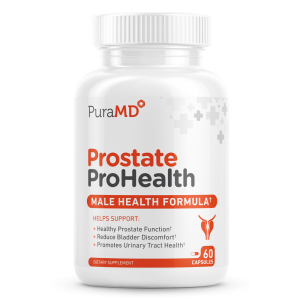 PuraMD
Prostate
ProHealth
MALE HEALTH FORMULA†
HELPS SUPPORT:
• Healthy Prostate Function†
• Reduce Bladder Discomfort†
• Promotes Urinary Tract Health†
60
CAPSULES
DIETARY SUPPLEMENT